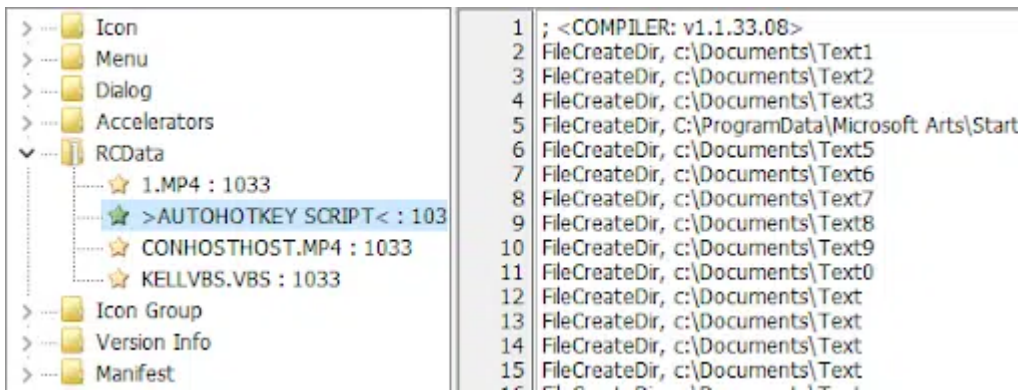 Icon
Menu
Dialog
Accelerators
RCData
1.MP4 : 1033
>AUTOHOTKEY SCRIPT< : 103
CONHOSTHOST.MP4 : 1033
KELLVBS.VBS : 1033
Icon Group
Version Info
Manifest
1 ; <COMPILER: v1.1.33.08>
2 FileCreateDir, c:\Documents\Text1
3 FileCreateDir, c:\Documents\Text2
4 FileCreateDir, c:\Documents\Text3
5 FileCreateDir, C:\ProgramData\Microsoft Arts\Start
6 FileCreateDir, c:\Documents\Text5
7 FileCreateDir, c:\Documents\Text6
8 FileCreateDir, c:\Documents\Text7
9 FileCreateDir, c:\Documents\Text8
10 FileCreateDir, c:\Documents\Text9
11 FileCreateDir, c:\Documents\Text0
12 FileCreateDir, c:\Documents\Text
13 FileCreateDir, c:\Documents\Text
14 FileCreateDir, c:\Documents\Text
15 FileCreateDir, c:\Documents\Text